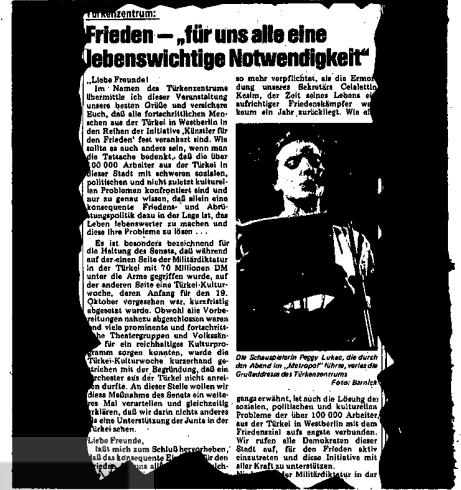 Türkenzentrum:
Frieden — „für uns alle eine
lebenswichtige Notwendigkeit"
„Liebe Freunde!
Im Namen des Türkenzentrums
übermittle ich dieser Veranstaltung
unsere besten Grüße und versichere
Euch, daß alle fortschrittlichen Men-
schen aus der Türkei in Westberlin in
den Reihen der Initiative ‚Künstler für
den Frieden' fest verankert sind. Wie
sollte es auch anders sein, wenn man
die Tatsache bedenkt, daß die über
100 000 Arbeiter aus der Türkei in
dieser Stadt mit schweren sozialen,
politischen und nicht zuletzt kulturel-
len Problemen konfrontiert sind und
nur zu genau wissen, daß allein eine
konsequente Friedens- und Abrü-
stungspolitik dazu in der Lage ist, das
Leben lebenswerter zu machen und
diese ihre Probleme zu lösen . . .
Es ist besonders bezeichnend für
die Haltung des Senats, daß während
auf der einen Seite der Militärdiktatur
in der Türkei mit 70 Millionen DM
unter die Arme gegriffen wurde, auf
der anderen Seite eine Türkei-Kultur-
woche, deren Anfang für den 19.
Oktober vorgesehen war, kurzfristig
abgesetzt wurde. Obwohl alle Vorbe-
reitungen nahezu abgeschlossen waren
und viele prominente und fortschritt-
che Theatergruppen und Volkssän-
für ein reichhaltiges Kulturpro-
gramm sorgen konnten, wurde die
Türkei-Kulturwoche kurzerhand ge-
strichen mit der Begründung, daß ein
Orchester aus der Türkei nicht anrei-
en durfte. An dieser Stelle wollen wir
diese Maßnahme des Senats ein weite-
res Mal verurteilen und gleichzeitig
erklären, daß wir darin nichts anderes
als eine Unterstützung der Junta in der
Türkei sehen.
Liebe Freunde,
laßt mich zum Schluß hervorheben,
daß das konsequente für den
Frieden uns
so mehr verpflichtet, als die Ermor-
dung unseres Sekretärs Celalettin
Kesim, der Zeit seines Lebens ei
aufrichtiger Friedenskämpfer wa
kaum ein Jahr zurückliegt. Wie
Die Schauspielerin Peggy Lukac, die durch
den Abend im „Metropol" führte, verlas die
Grußaddresse des Türkenzentrums
Foto: Barnick
gangs erwähnt, ist auch die Lösung der
sozialen, politischen und kulturellen
Probleme der über 100 000 Arbeiter
aus der Türkei in Westberlin mit dem
Friedensziel aufs engste verbunden.
Wir rufen alle Demokraten dieser
Stadt auf, für den Frieden aktiv
einzutreten und diese Initiative mit
aller Kraft zu unterstützen.
der Militärdiktatur in der